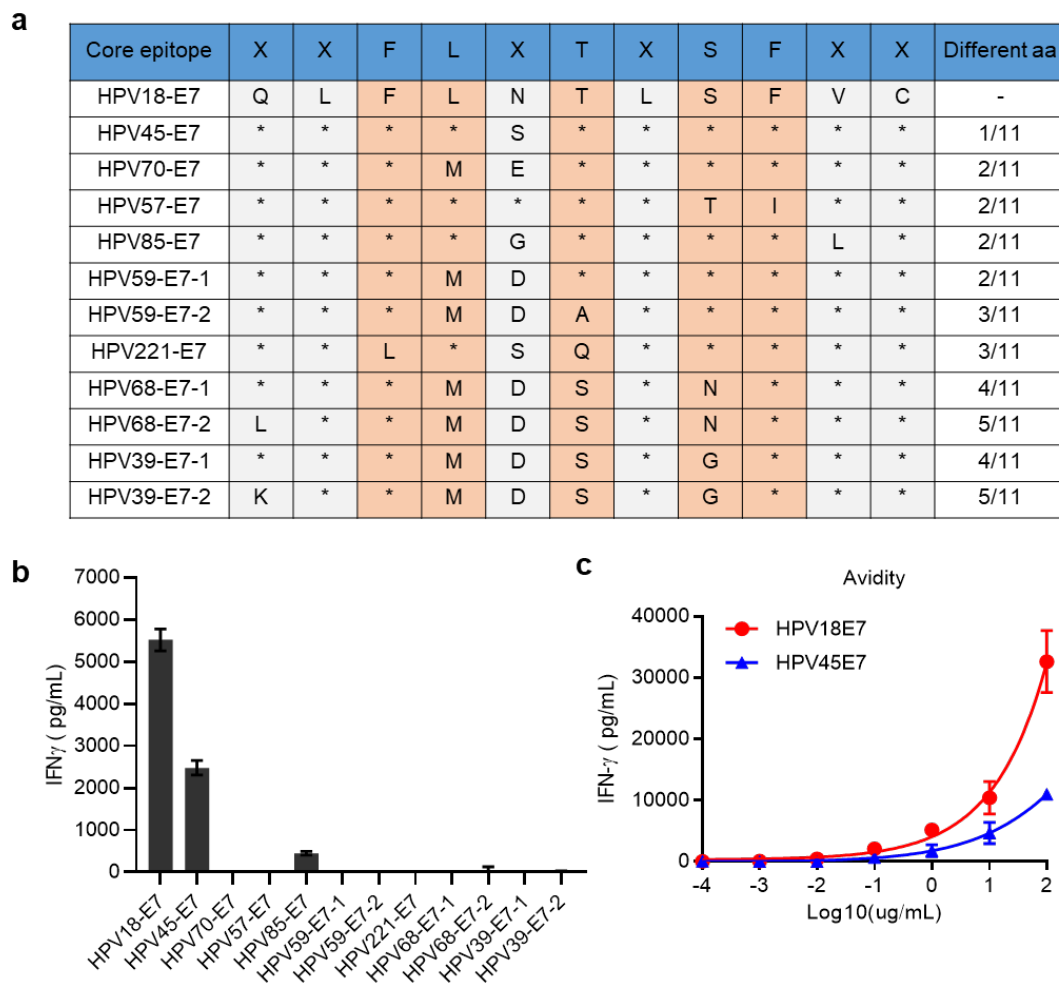 a
Core epitope X X F L X T X S F X X Different aa
HPV18-E7 Q L F L N T L S F V C -
HPV45-E7 * * * * S * * * * * * 1/11
HPV70-E7 * * * M E * * * * * * 2/11
HPV57-E7 * * * * * * * T I * * 2/11
HPV85-E7 * * * * G * * * * L * 2/11
HPV59-E7-1 * * * M D * * * * * * 2/11
HPV59-E7-2 * * * M D A * * * * * 3/11
HPV221-E7 * * L * S Q * * * * * 3/11
HPV68-E7-1 * * * M D S * N * * * 4/11
HPV68-E7-2 L * * M D S * N * * * 5/11
HPV39-E7-1 * * * M D S * G * * * 4/11
HPV39-E7-2 K * * M D S * G * * * 5/11
b
IFNγ ( pg/mL)
7000
6000
5000
4000
3000
2000
1000
0
HPV18-E7
HPV45-E7
HPV70-E7
HPV57-E7
HPV85-E7
HPV59-E7-1
HPV59-E7-2
HPV221-E7
HPV68-E7-1
HPV68-E7-2
HPV39-E7-1
HPV39-E7-2
c
Avidity
HPV18E7
HPV45E7
IFN-γ ( pg/mL)
40000
30000
20000
10000
0
-4 -3 -2 -1 0 1 2
Log10(ug/mL)